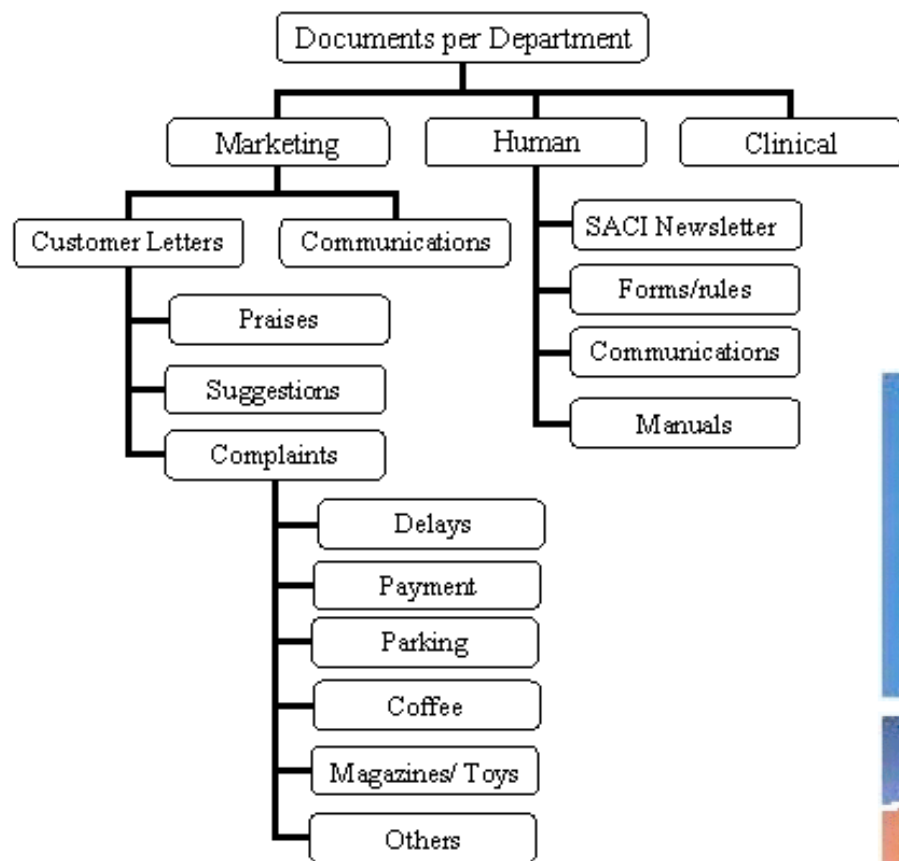 Documents per Department
Marketing
Human
Clinical
Customer Letters
Communications
Praises
Suggestions
Complaints
Delays
Payment
Parking
Coffee
Magazines/ Toys
Others
SACI Newsletter
Forms/rules
Communications
Manuals